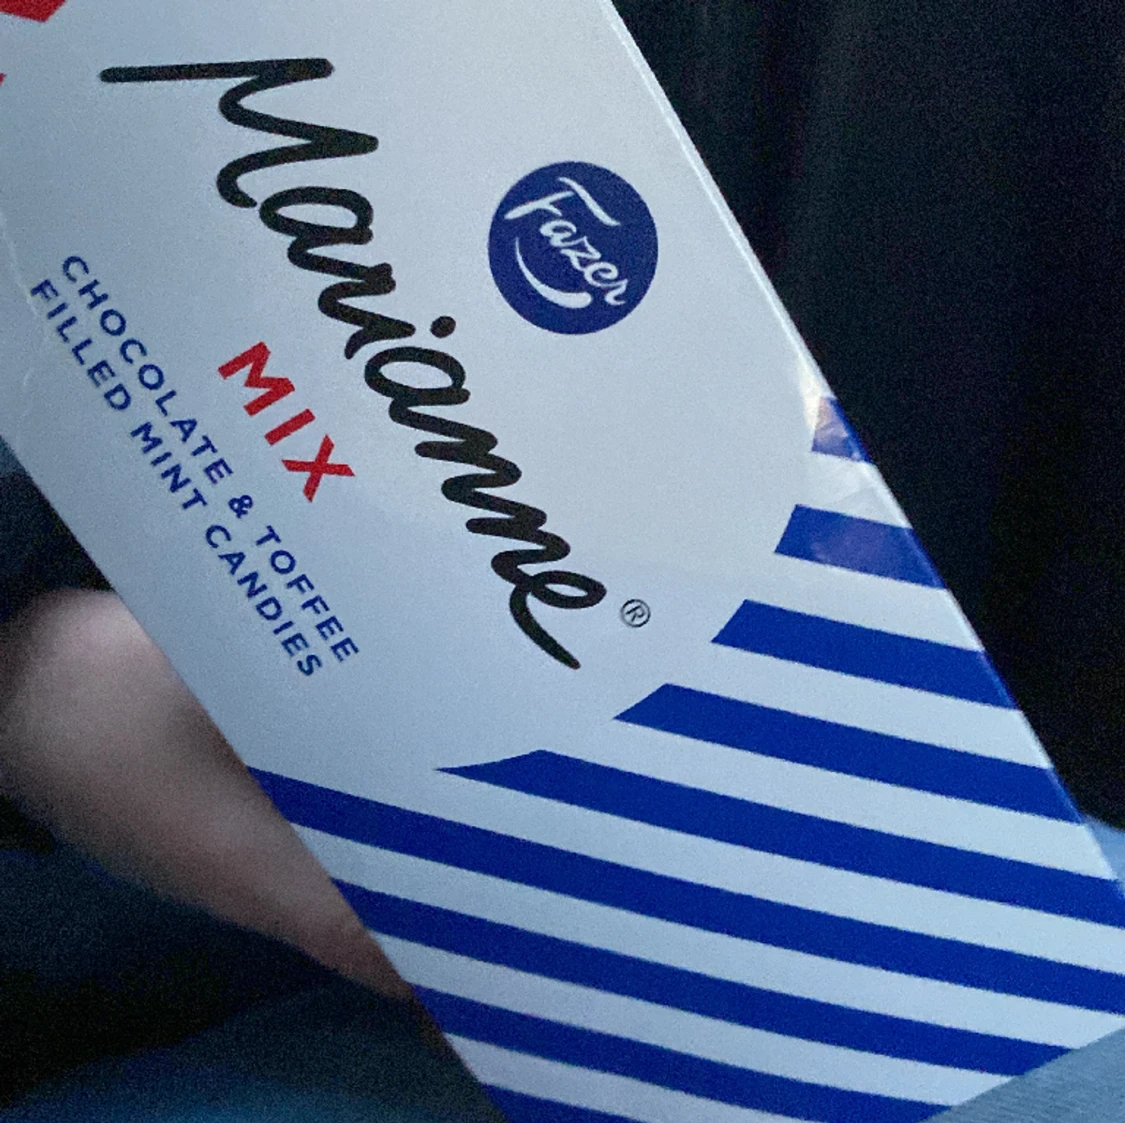 Fazer
Marianne®
MIX
CHOCOLATE & TOFFEE
FILLED MINT CANDIES